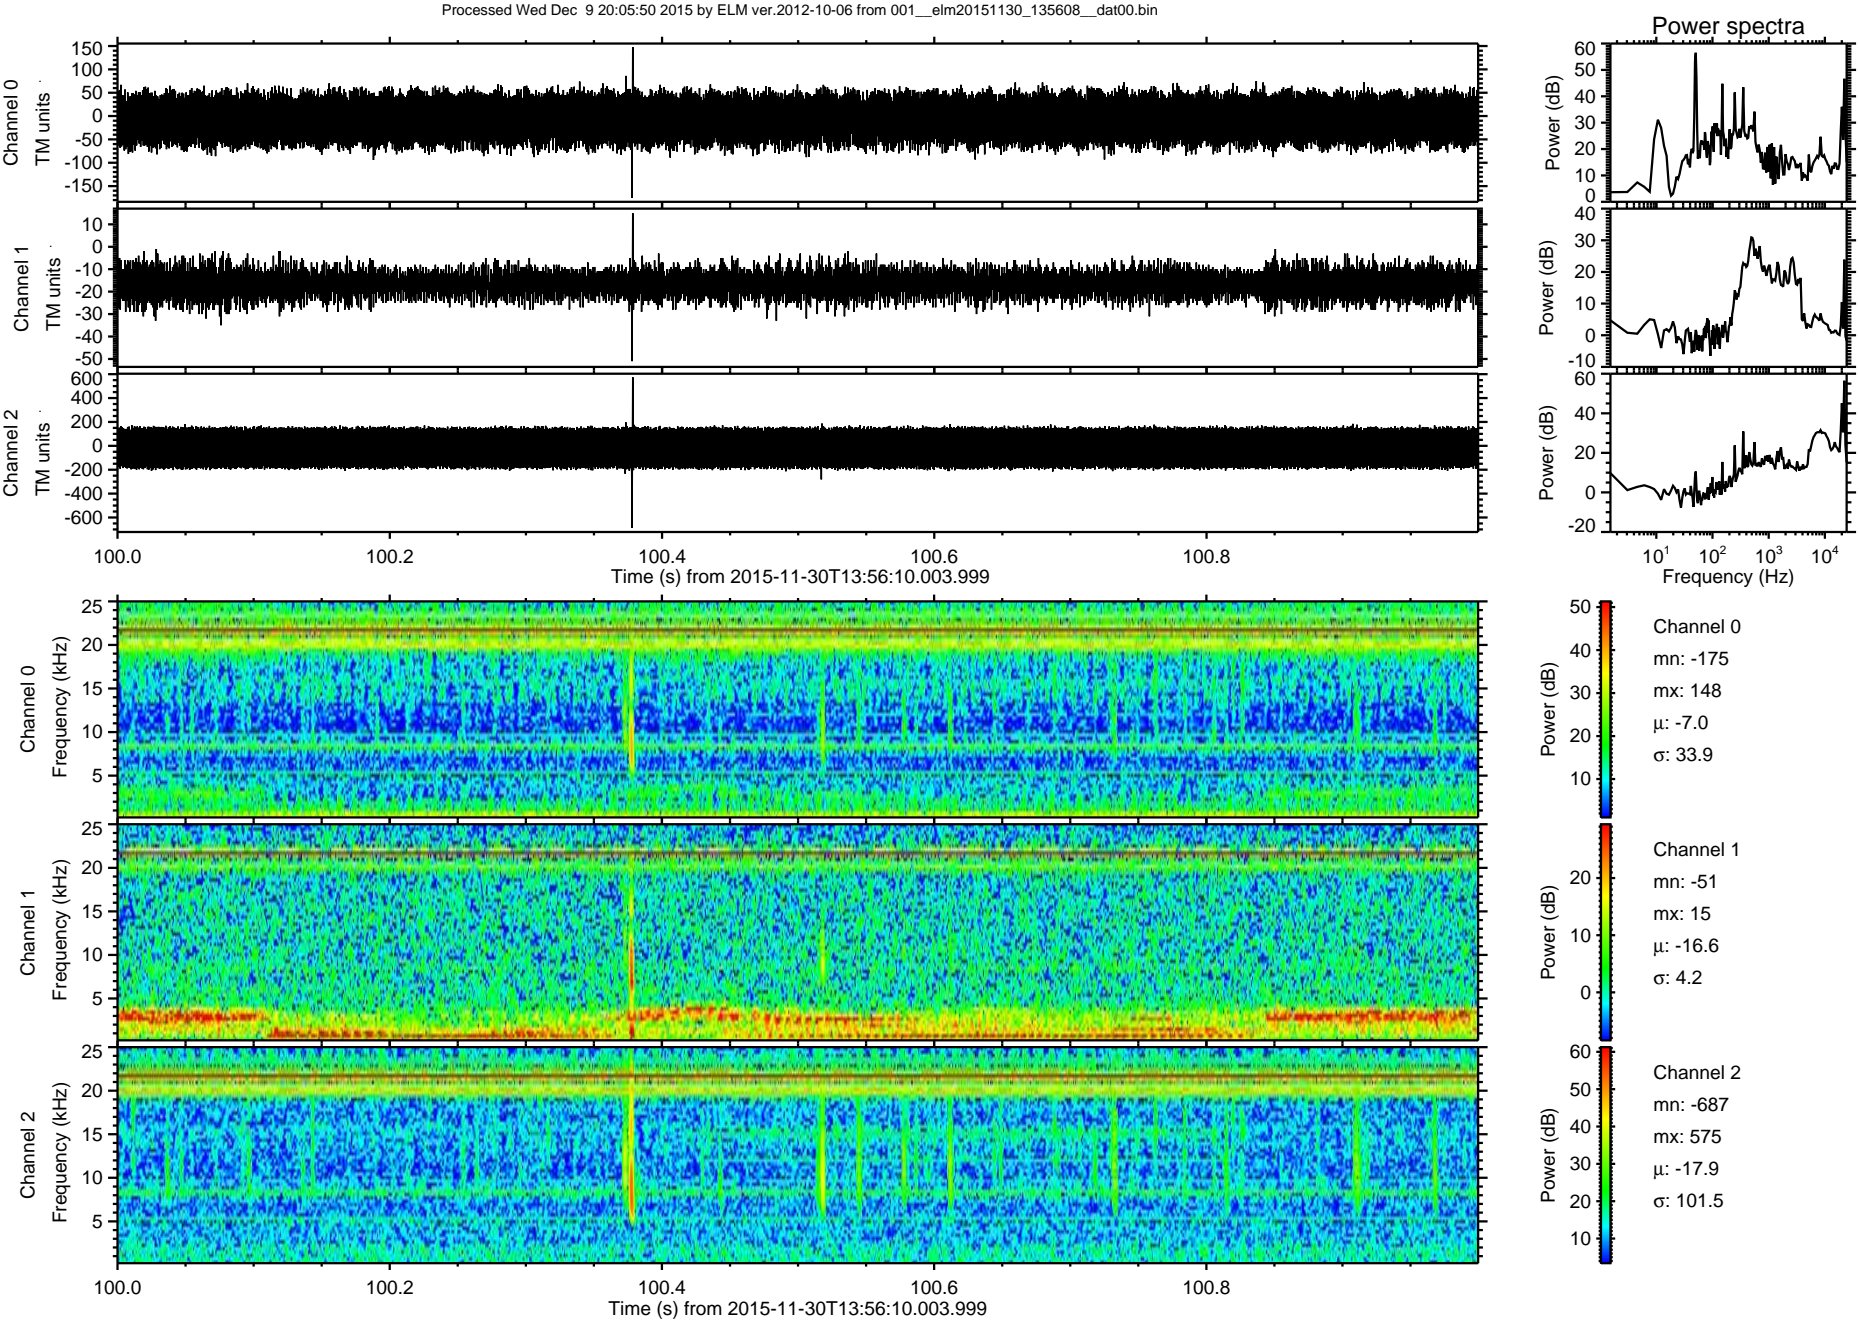 Processed Wed Dec  9 20:05:50 2015 by ELM ver.2012-10-06 from 001__elm20151130_135608__dat00.bin
Power spectra
Channel 0
TM units
150
100
50
0
-50
-100
-150
Power (dB)
60
50
40
30
20
10
0
Channel 1
TM units
10
0
-10
-20
-30
-40
-50
Power (dB)
40
30
20
10
0
-10
Channel 2
TM units
600
400
200
0
-200
-400
-600
Power (dB)
60
40
20
0
-20
100.0 100.2 100.4 100.6 100.8
Time (s) from 2015-11-30T13:56:10.003.999
10^1 10^2 10^3 10^4
Frequency (Hz)
Channel 0
Frequency (kHz)
25
20
15
10
5
Power (dB)
50
40
30
20
10
Channel 0
mn: -175
mx: 148
µ: -7.0
σ: 33.9
Channel 1
Frequency (kHz)
25
20
15
10
5
Power (dB)
20
10
0
Channel 1
mn: -51
mx: 15
µ: -16.6
σ: 4.2
Channel 2
Frequency (kHz)
25
20
15
10
5
Power (dB)
60
50
40
30
20
10
Channel 2
mn: -687
mx: 575
µ: -17.9
σ: 101.5
100.0 100.2 100.4 100.6 100.8
Time (s) from 2015-11-30T13:56:10.003.999